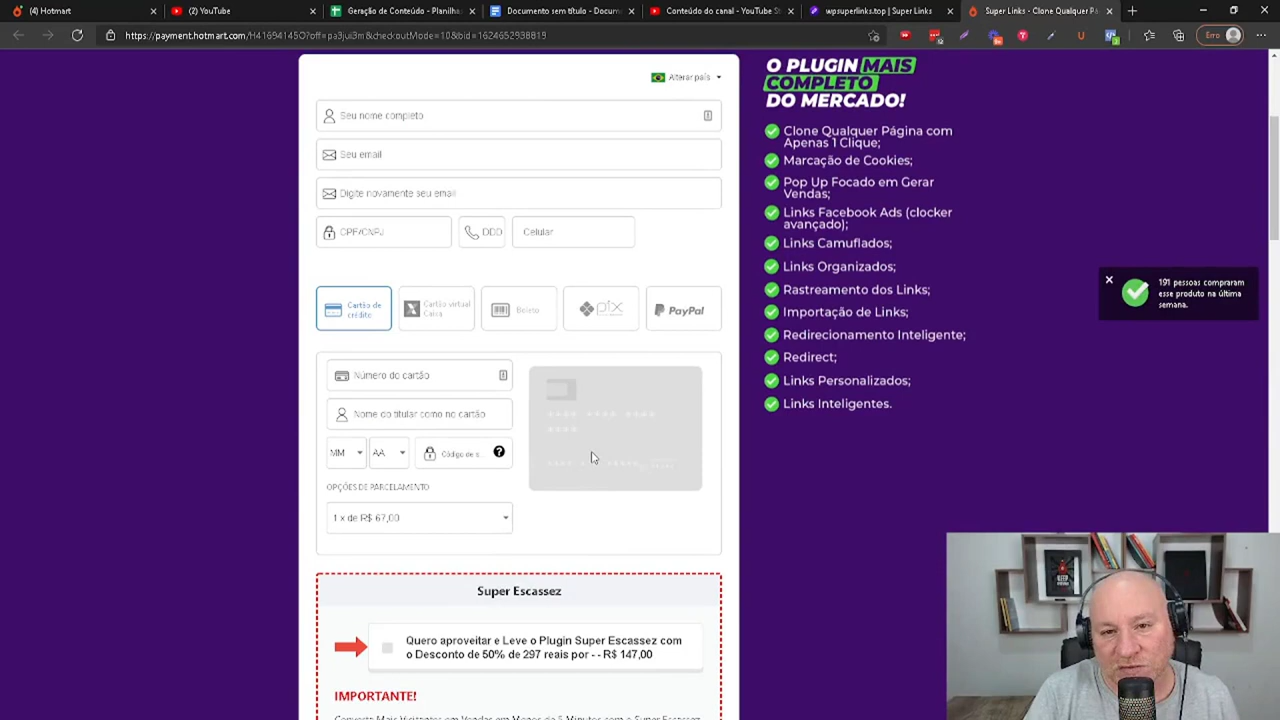 (4) Hotmart
(2) YouTube
Geração de Conteúdo - Planilha
Documento sem título - Docum
Conteúdo do canal - YouTube St
wpsuperlinks.top | Super Links
Super Links - Clone Qualquer Pá
https://payment.hotmart.com/H41694145O?off=pa3jui3m&checkoutMode=10&bid=1624652938819
Erro
Alterar país
Seu nome completo
Seu email
Digite novamente seu email
CPF/CNPJ
DDD
Celular
Cartão de crédito
Cartão virtual Caixa
Boleto
pix
PayPal
Número do cartão
Nome do titular como no cartão
MM
AA
Código de s...
OPÇÕES DE PARCELAMENTO
1 x de R$ 67,00
Super Escassez
Quero aproveitar e Leve o Plugin Super Escassez com
o Desconto de 50% de 297 reais por - - R$ 147,00
IMPORTANTE!
O PLUGIN MAIS
COMPLETO
DO MERCADO!
Clone Qualquer Página com
Apenas 1 Clique;
Marcação de Cookies;
Pop Up Focado em Gerar
Vendas;
Links Facebook Ads (clocker
avançado);
Links Camuflados;
Links Organizados;
Rastreamento dos Links;
Importação de Links;
Redirecionamento Inteligente;
Redirect;
Links Personalizados;
Links Inteligentes.
191 pessoas compraram
esse produto na última
semana.